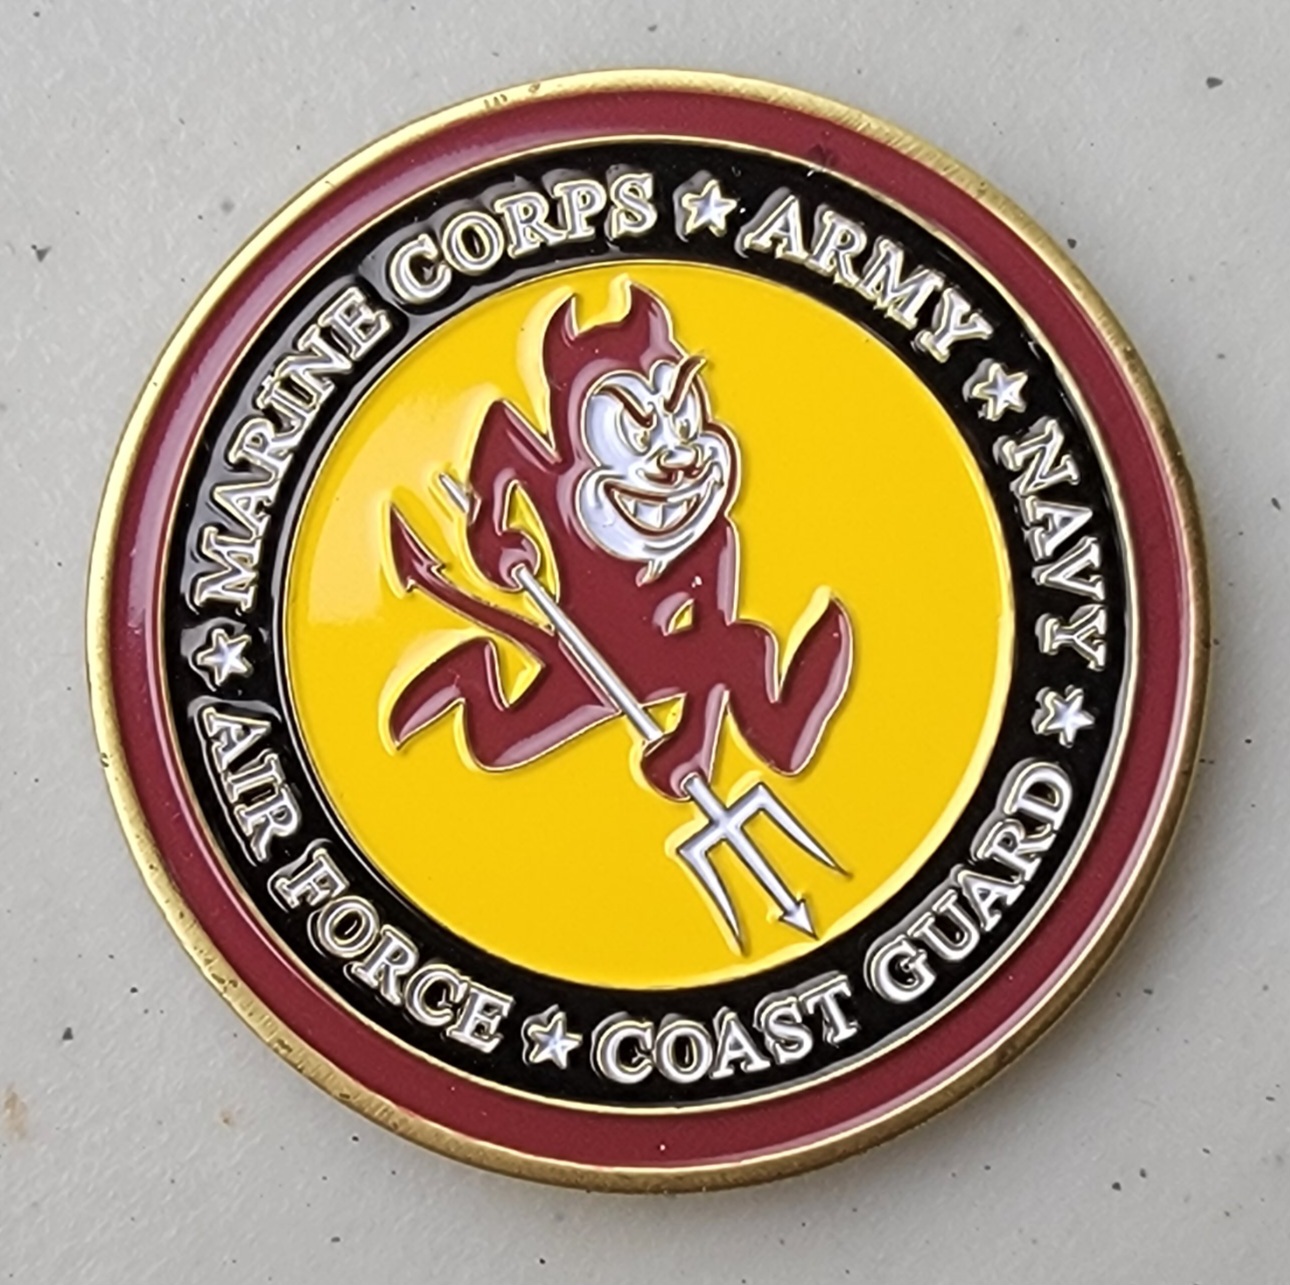 MARINE CORPS ★ ARMY ★ NAVY ★ COAST GUARD ★ AIR FORCE ★